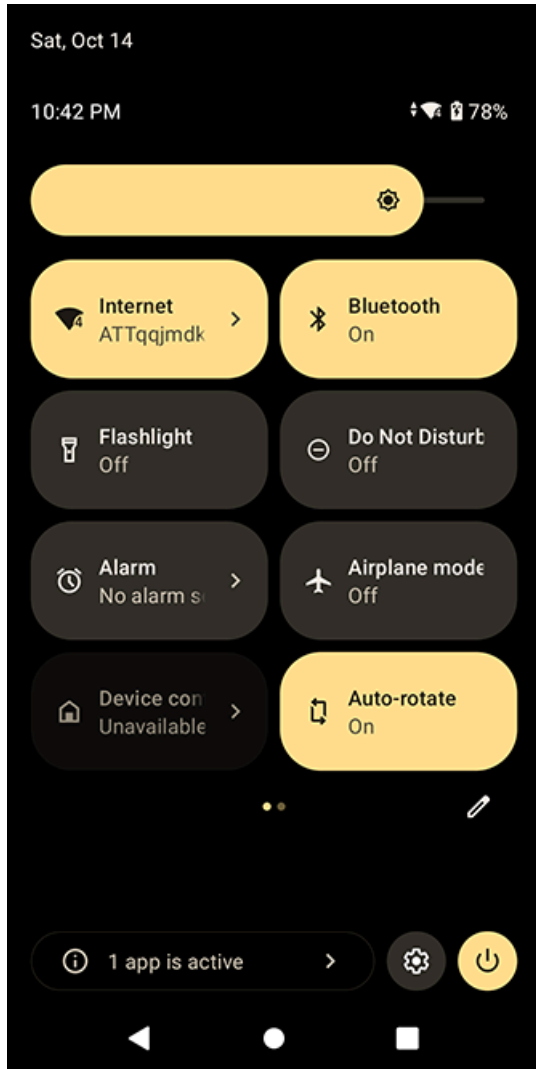 Sat, Oct 14
10:42 PM
78%
Internet
ATTqqjmdk
Bluetooth
On
Flashlight
Off
Do Not Disturb
Off
Alarm
No alarm s
Airplane mode
Off
Device con
Unavailable
Auto-rotate
On
1 app is active